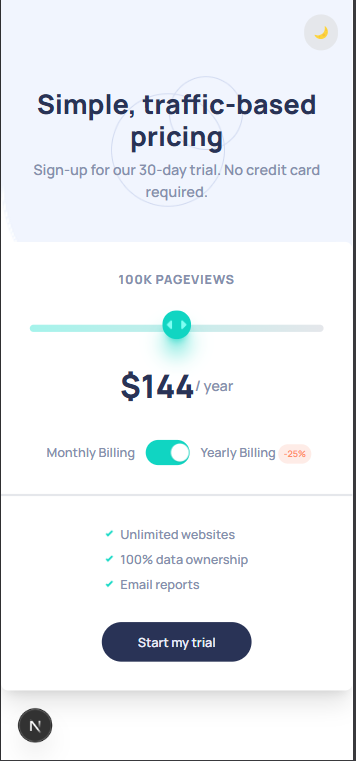 Simple, traffic-based
pricing
Sign-up for our 30-day trial. No credit card
required.
100K PAGEVIEWS
$144/ year
Monthly Billing Yearly Billing -25%
Unlimited websites
100% data ownership
Email reports
Start my trial
N